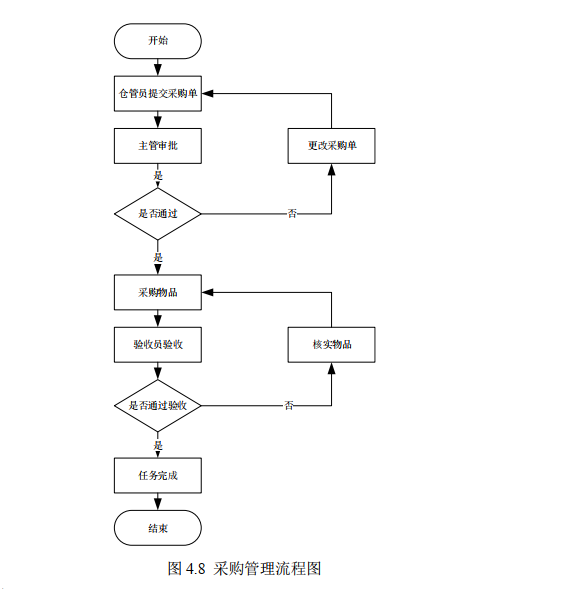 开始
仓管员提交采购单
主管审批
更改采购单
是
是否通过
否
是
采购物品
验收员验收
核实物品
是否通过验收
否
是
任务完成
结束
图 4.8 采购管理流程图